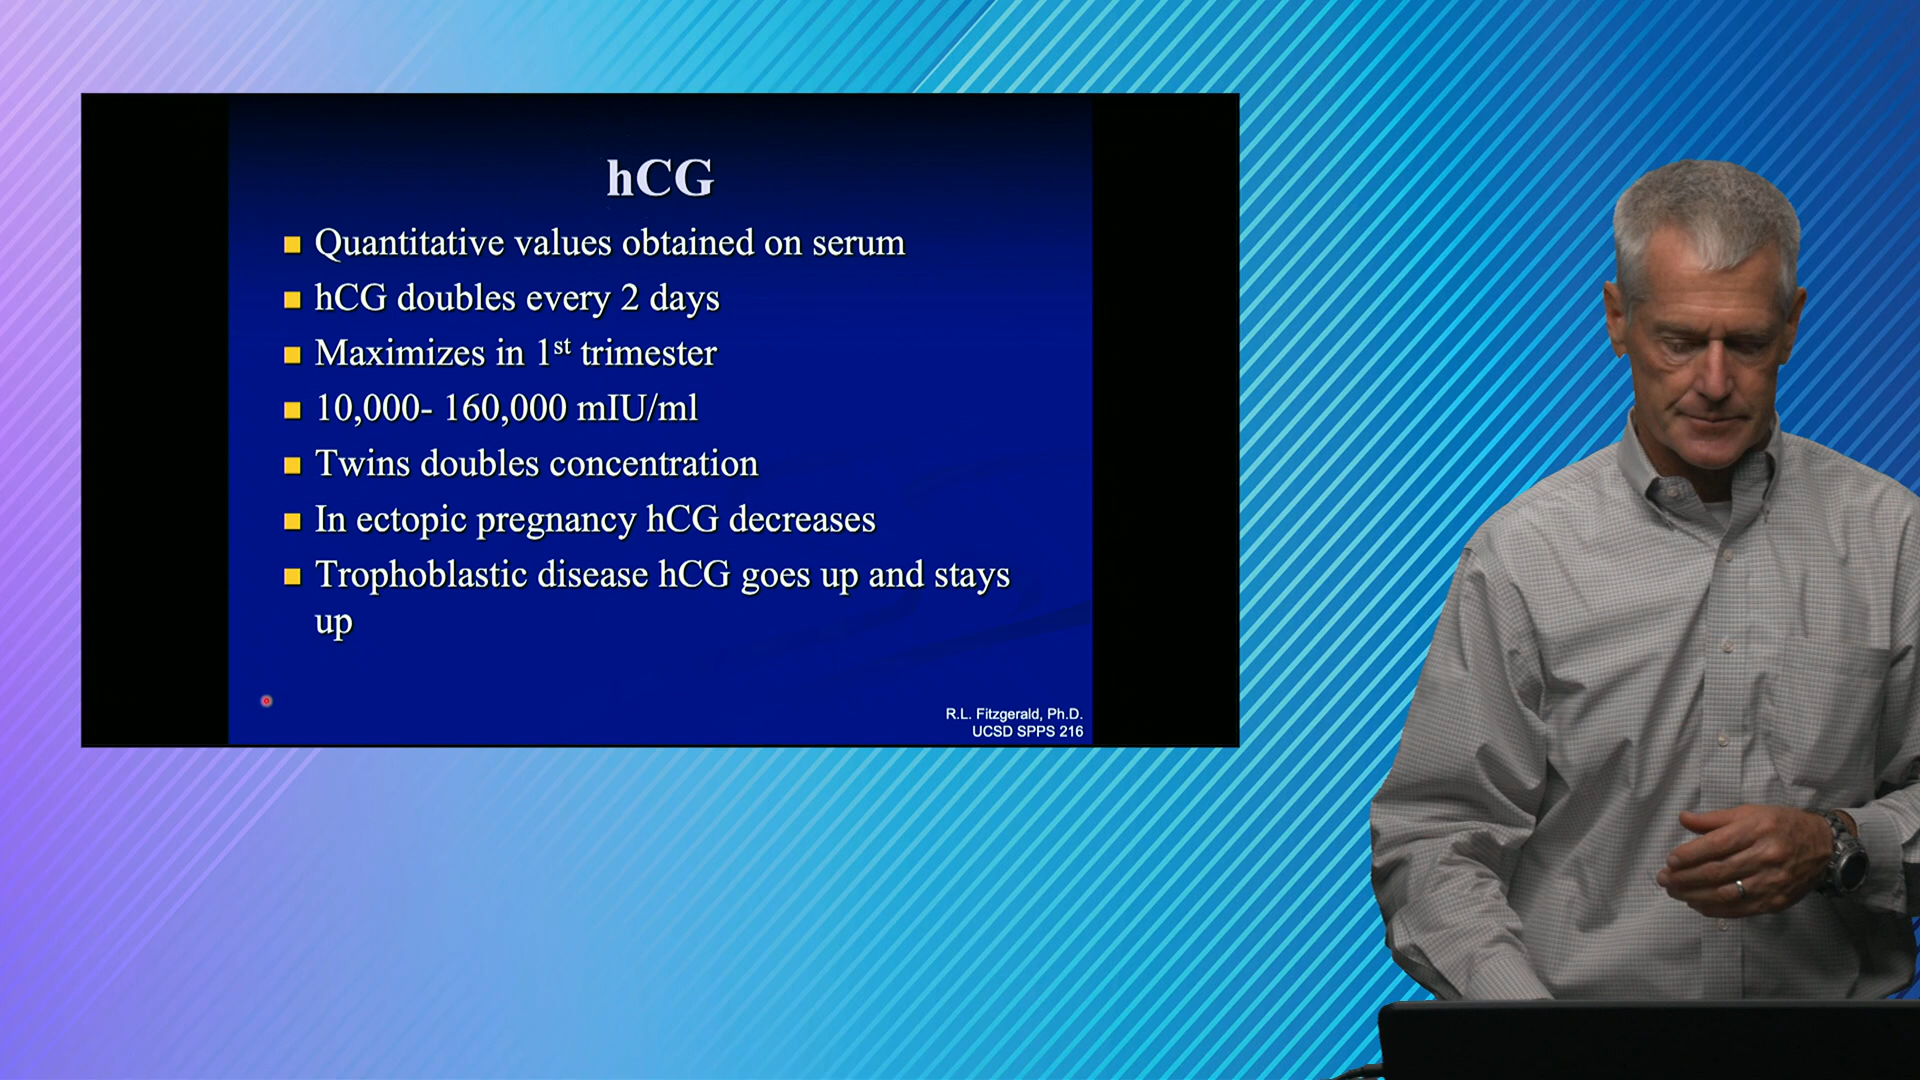 hCG
Quantitative values obtained on serum
hCG doubles every 2 days
Maximizes in 1st trimester
10,000- 160,000 mIU/ml
Twins doubles concentration
In ectopic pregnancy hCG decreases
Trophoblastic disease hCG goes up and stays
up
R.L. Fitzgerald, Ph.D.
UCSD SPPS 216